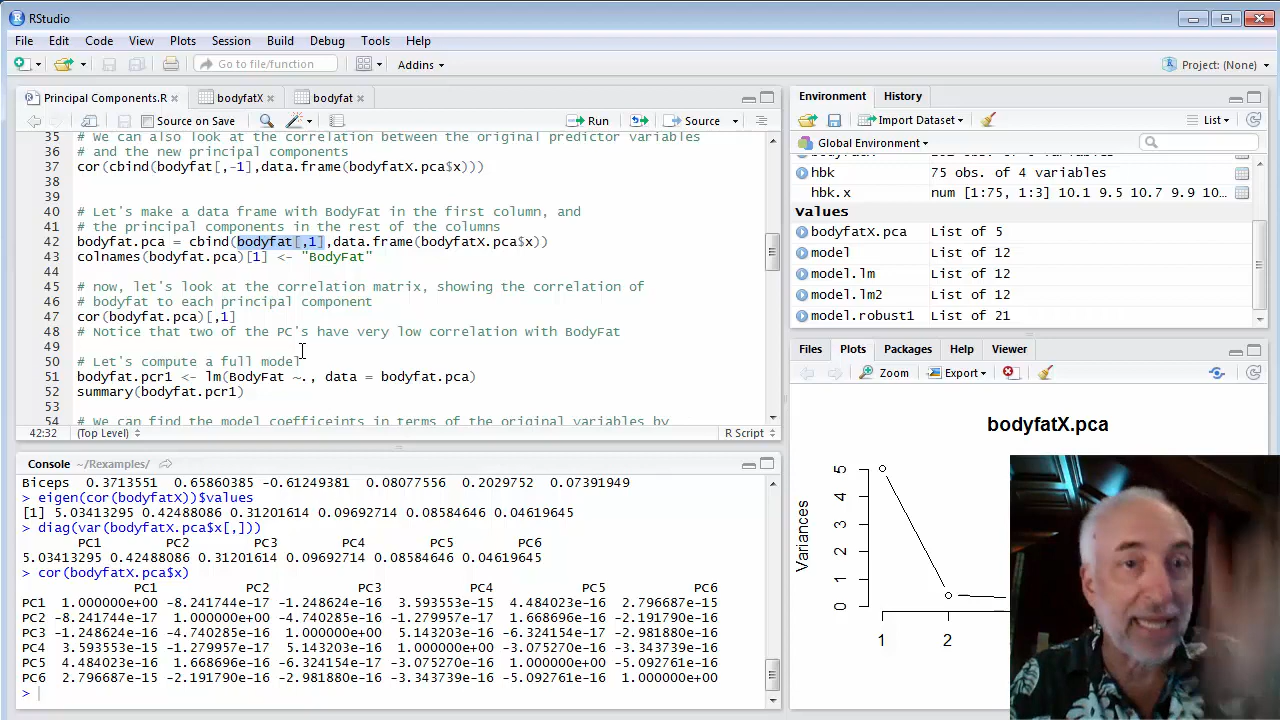 RStudio
File Edit Code View Plots Session Build Debug Tools Help
Go to file/function
Addins
Project: (None)
Principal Components.R
bodyfatX
bodyfat
Source on Save
Run
Source
35 # We can also look at the correlation between the original predictor variables
36 # and the new principal components
37 cor(cbind(bodyfat[,-1],data.frame(bodyfatX.pca$x)))
38
39
40 # Let's make a data frame with BodyFat in the first column, and
41 # the principal components in the rest of the columns
42 bodyfat.pca = cbind(bodyfat[,1],data.frame(bodyfatX.pca$x))
43 colnames(bodyfat.pca)[1] <- "BodyFat"
44
45 # now, let's look at the correlation matrix, showing the correlation of
46 # bodyfat to each principal component
47 cor(bodyfat.pca)[,1]
48 # Notice that two of the PC's have very low correlation with BodyFat
49
50 # Let's compute a full model
51 bodyfat.pcr1 <- lm(BodyFat ~., data = bodyfat.pca)
52 summary(bodyfat.pcr1)
53
54 # We can find the model coefficeints in terms of the original variables by
42:32 (Top Level) R Script
Console ~/Rexamples/
Biceps 0.3713551 0.65860385 -0.61249381 0.08077556 0.2029752 0.07391949
> eigen(cor(bodyfatX))$values
[1] 5.03413295 0.42488086 0.31201614 0.09692714 0.08584646 0.04619645
> diag(var(bodyfatX.pca$x[,]))
PC1 PC2 PC3 PC4 PC5 PC6
5.03413295 0.42488086 0.31201614 0.09692714 0.08584646 0.04619645
> cor(bodyfatX.pca$x)
PC1 PC2 PC3 PC4 PC5 PC6
PC1 1.000000e+00 -8.241744e-17 -1.248624e-16 3.593553e-15 4.484023e-16 2.796687e-15
PC2 -8.241744e-17 1.000000e+00 -4.740285e-16 -1.279957e-17 1.668696e-16 -2.191790e-16
PC3 -1.248624e-16 -4.740285e-16 1.000000e+00 5.143203e-16 -6.324154e-17 -2.981880e-16
PC4 3.593553e-15 -1.279957e-17 5.143203e-16 1.000000e+00 -3.075270e-16 -3.343739e-16
PC5 4.484023e-16 1.668696e-16 -6.324154e-17 -3.075270e-16 1.000000e+00 -5.092761e-16
PC6 2.796687e-15 -2.191790e-16 -2.981880e-16 -3.343739e-16 -5.092761e-16 1.000000e+00
>
Environment History
Import Dataset
List
Global Environment
hbk 75 obs. of 4 variables
hbk.x num [1:75, 1:3] 10.1 9.5 10.7 9.9 10…
values
bodyfatX.pca List of 5
model List of 12
model.lm List of 12
model.lm2 List of 12
model.robust1 List of 21
Files Plots Packages Help Viewer
Zoom Export
bodyfatX.pca
Variances
5
4
3
2
1
0
1 2